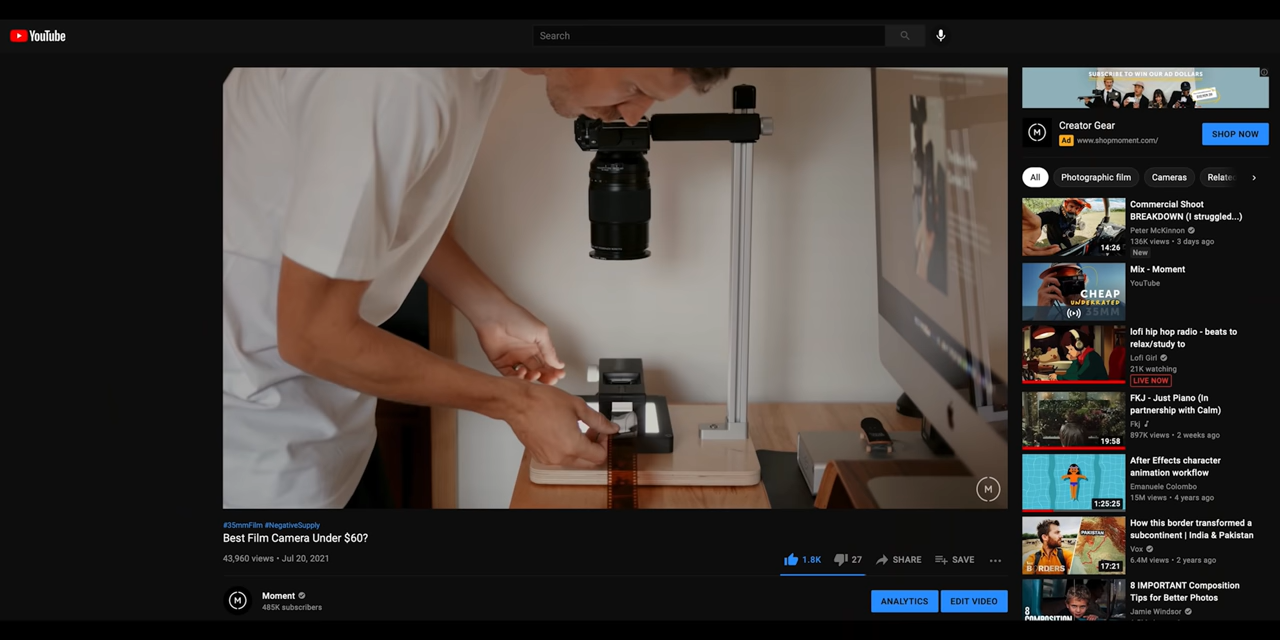 YouTube
Search
SUBSCRIBE TO WIN OUR AD DOLLARS
Creator Gear
Ad www.shopmoment.com/
SHOP NOW
All
Photographic film
Cameras
Relate
Commercial Shoot
BREAKDOWN (I struggled...)
Peter McKinnon
136K views • 3 days ago
New
14:26
Mix - Moment
YouTube
CHEAP
UNDERRATED
35MM
lofi hip hop radio - beats to
relax/study to
Lofi Girl
21K watching
LIVE NOW
FKJ - Just Piano (In
partnership with Calm)
Fkj
897K views • 2 weeks ago
19:58
After Effects character
animation workflow
Emanuele Colombo
15M views • 4 years ago
1:25:25
How this border transformed a
subcontinent | India & Pakistan
Vox
6.4M views • 2 years ago
PAKISTAN
BORDERS
17:21
8 IMPORTANT Composition
Tips for Better Photos
Jamie Windsor
8
COMPOSITION
M
#35mmFilm #NegativeSupply
Best Film Camera Under $60?
43,960 views • Jul 20, 2021
1.8K
27
SHARE
SAVE
M
Moment
485K subscribers
ANALYTICS
EDIT VIDEO